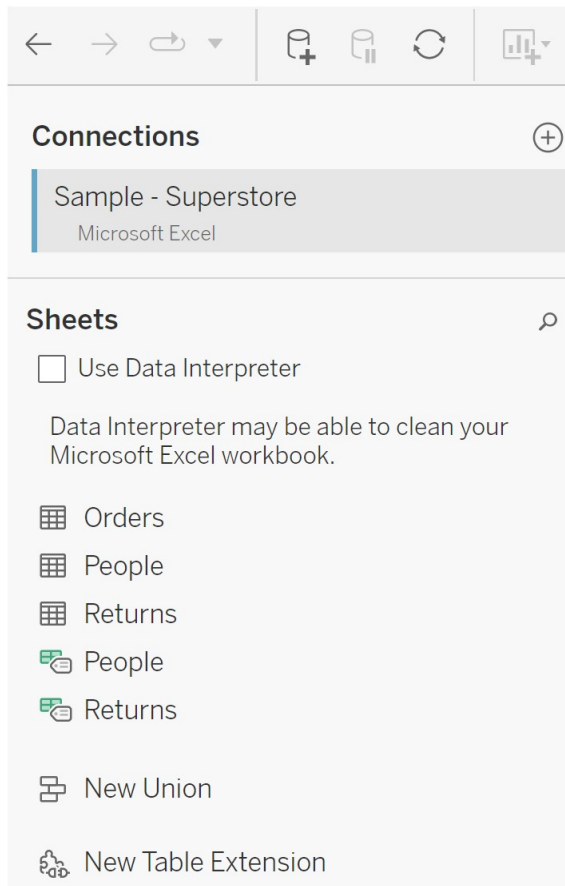 Connections
Sample - Superstore
Microsoft Excel
Sheets
Use Data Interpreter
Data Interpreter may be able to clean your
Microsoft Excel workbook.
Orders
People
Returns
People
Returns
New Union
New Table Extension